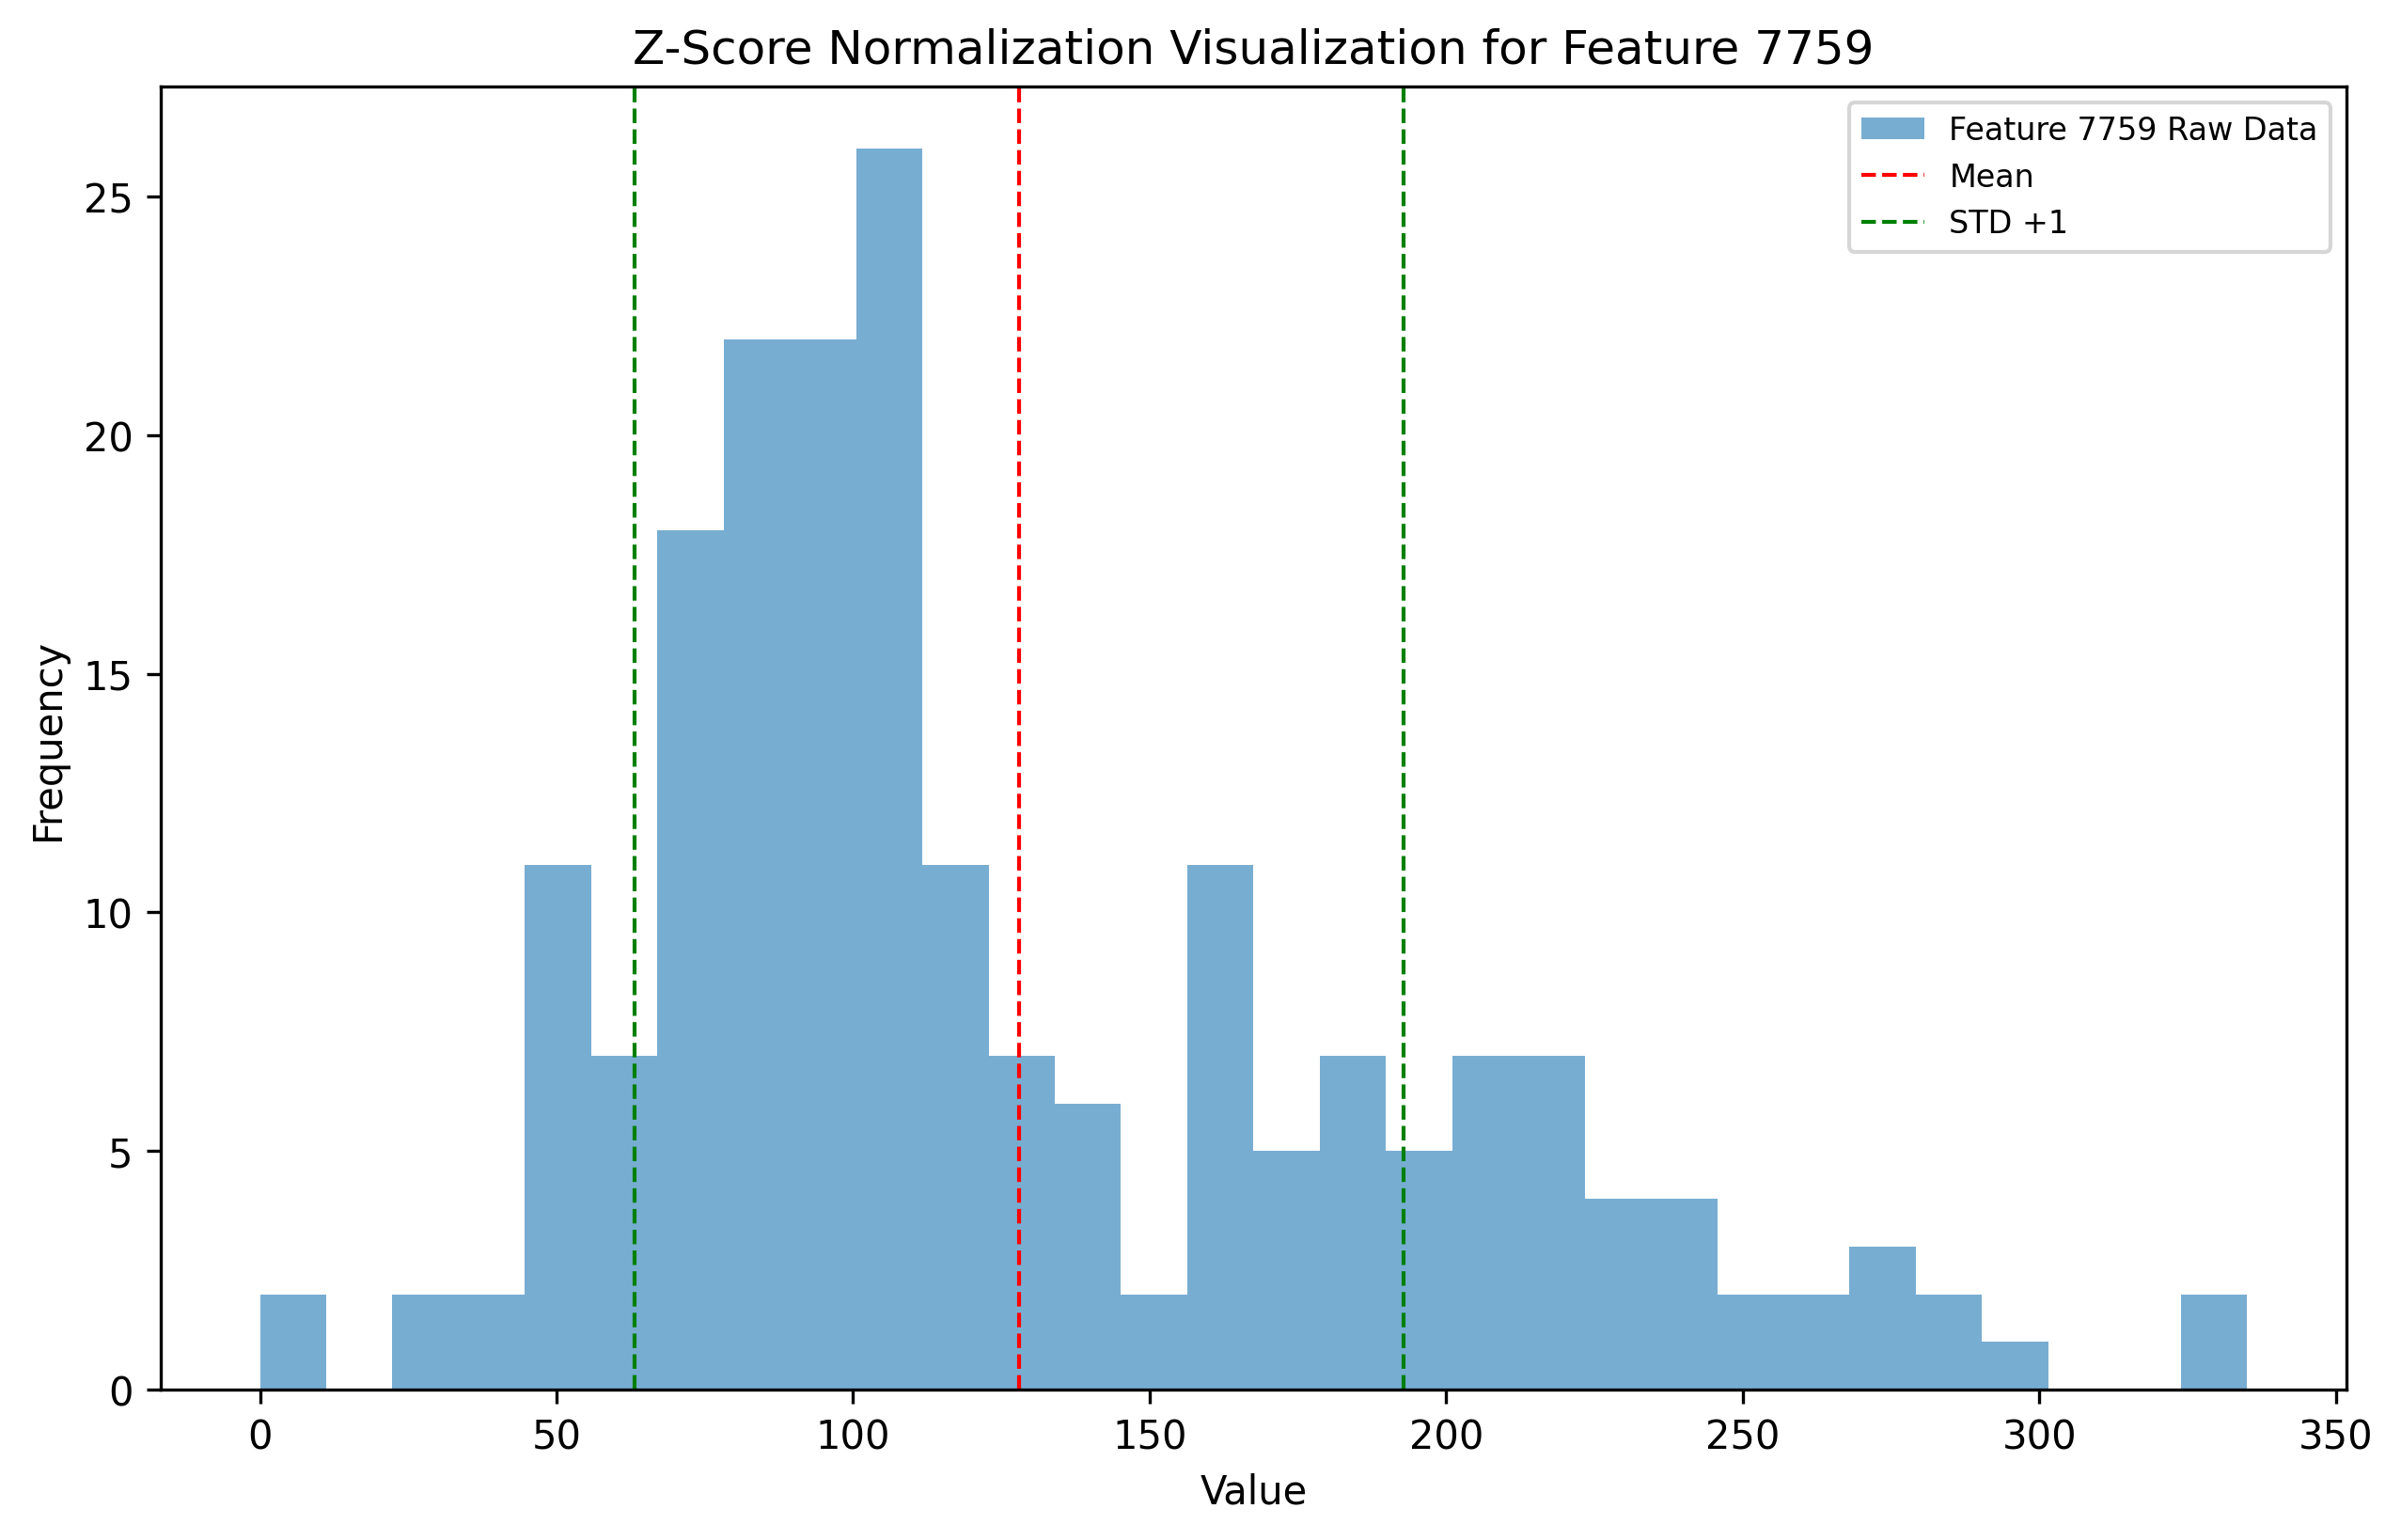 Z-Score Normalization Visualization for Feature 7759
Feature 7759 Raw Data
Mean
STD +1
Frequency
25
20
15
10
5
0
0 50 100 150 200 250 300 350
Value